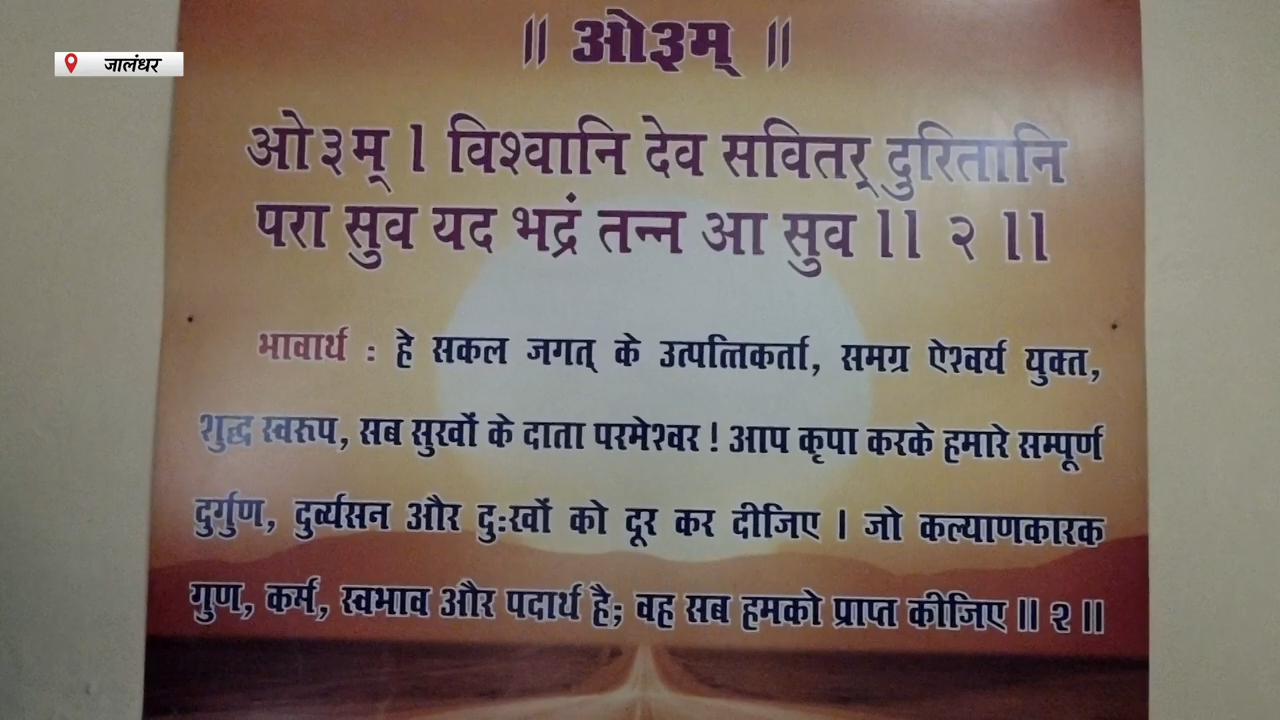 जालंधर
॥ ओ३म् ॥
ओ३म् । विश्वानि देव सवितर् दुरितानि
परा सुव यद भद्रं तन्न आ सुव ।। २ ।।
भावार्थ : हे सकल जगत् के उत्पत्तिकर्ता, समग्र ऐश्वर्य युक्त,
शुद्ध स्वरूप, सब सुखों के दाता परमेश्वर ! आप कृपा करके हमारे सम्पूर्ण
दुर्गुण, दुर्व्यसन और दुःखों को दूर कर दीजिए । जो कल्याणकारक
गुण, कर्म, स्वभाव और पदार्थ है; वह सब हमको प्राप्त कीजिए ॥ २ ॥